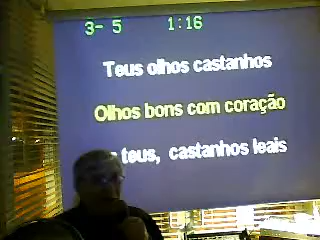 3- 5 1:16
Teus olhos castanhos
Olhos bons com coração
teus, castanhos leais